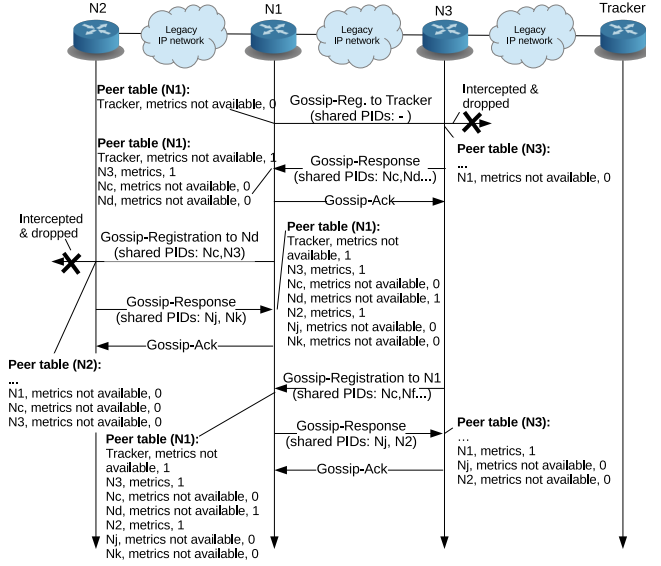 N2
N1
N3
Tracker
Legacy
IP network
Legacy
IP network
Legacy
IP network
Peer table (N1):
Tracker, metrics not available, 0
Gossip-Reg. to Tracker
(shared PIDs: - )
Intercepted &
dropped
Peer table (N1):
Tracker, metrics not available, 1
N3, metrics, 1
Nc, metrics not available, 0
Nd, metrics not available, 0
Gossip-Response
(shared PIDs: Nc,Nd...)
Peer table (N3):
...
N1, metrics not available, 0
Gossip-Ack
Intercepted
& dropped
Gossip-Registration to Nd
(shared PIDs: Nc,N3)
Peer table (N1):
Tracker, metrics not
available, 1
N3, metrics, 1
Nc, metrics not available, 0
Nd, metrics not available, 1
N2, metrics, 1
Nj, metrics not available, 0
Nk, metrics not available, 0
Gossip-Response
(shared PIDs: Nj, Nk)
Gossip-Ack
Peer table (N2):
...
N1, metrics not available, 0
Nc, metrics not available, 0
N3, metrics not available, 0
Gossip-Registration to N1
(shared PIDs: Nc,Nf...)
Peer table (N1):
Tracker, metrics not
available, 1
N3, metrics, 1
Nc, metrics not available, 0
Nd, metrics not available, 1
N2, metrics, 1
Nj, metrics not available, 0
Nk, metrics not available, 0
Gossip-Response
(shared PIDs: Nj, N2)
Gossip-Ack
Peer table (N3):
...
N1, metrics, 1
Nj, metrics not available, 0
N2, metrics not available, 0